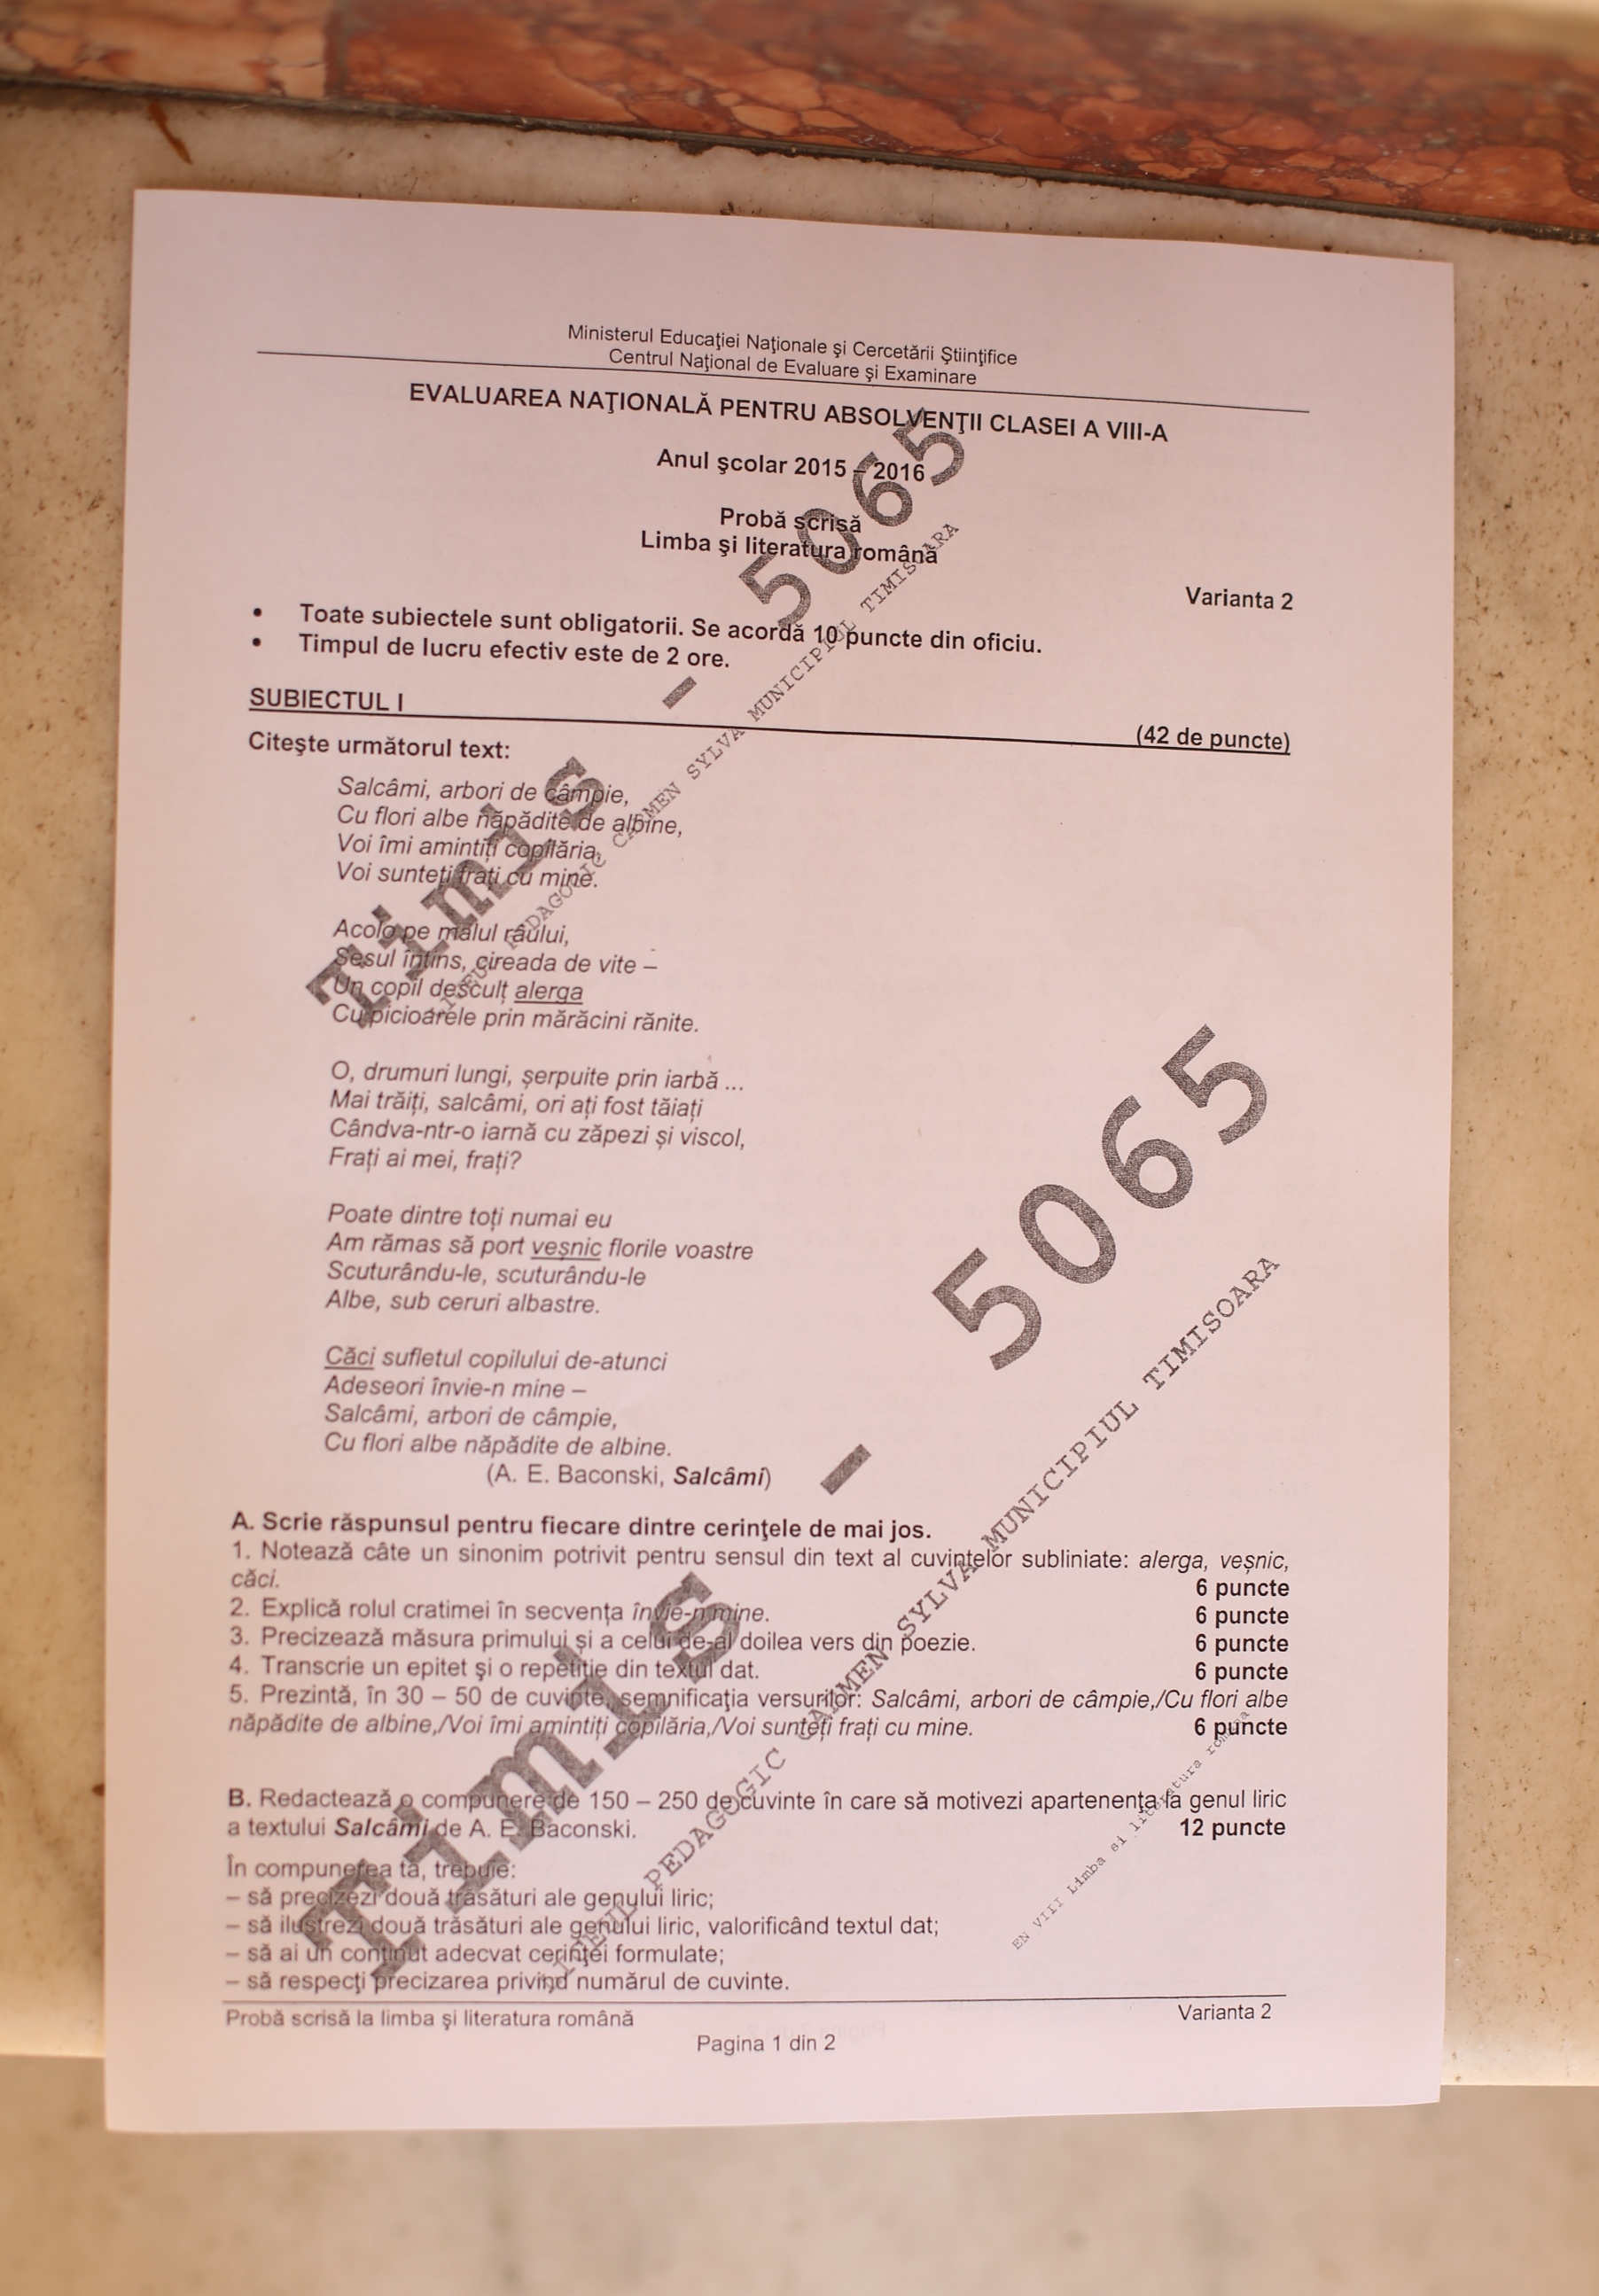 Ministerul Educaţiei Naţionale şi Cercetării Ştiinţifice
Centrul Naţional de Evaluare şi Examinare
EVALUAREA NAŢIONALĂ PENTRU ABSOLVENŢII CLASEI A VIII-A
Anul şcolar 2015 – 2016
Probă scrisă
Limba şi literatura română
Varianta 2
• Toate subiectele sunt obligatorii. Se acordă 10 puncte din oficiu.
• Timpul de lucru efectiv este de 2 ore.
SUBIECTUL I (42 de puncte)
Citeşte următorul text:
Salcâmi, arbori de câmpie,
Cu flori albe năpădite de albine,
Voi îmi amintiți copilăria,
Voi sunteți frați cu mine.
Acolo pe malul râului,
Șesul întins, cireada de vite –
Un copil desculț alerga
Cu picioarele prin mărăcini rănite.
O, drumuri lungi, șerpuite prin iarbă ...
Mai trăiți, salcâmi, ori ați fost tăiați
Cândva-ntr-o iarnă cu zăpezi și viscol,
Frați ai mei, frați?
Poate dintre toți numai eu
Am rămas să port veșnic florile voastre
Scuturându-le, scuturându-le
Albe, sub ceruri albastre.
Căci sufletul copilului de-atunci
Adeseori învie-n mine –
Salcâmi, arbori de câmpie,
Cu flori albe năpădite de albine.
(A. E. Baconski, Salcâmi)
A. Scrie răspunsul pentru fiecare dintre cerinţele de mai jos.
1. Notează câte un sinonim potrivit pentru sensul din text al cuvintelor subliniate: alerga, veșnic,
căci. 6 puncte
2. Explică rolul cratimei în secvenţa învie-n mine. 6 puncte
3. Precizează măsura primului şi a celui de-al doilea vers din poezie. 6 puncte
4. Transcrie un epitet şi o repetiţie din textul dat. 6 puncte
5. Prezintă, în 30 – 50 de cuvinte, semnificaţia versurilor: Salcâmi, arbori de câmpie,/Cu flori albe
năpădite de albine,/Voi îmi amintiți copilăria,/Voi sunteți frați cu mine. 6 puncte
B. Redactează o compunere de 150 – 250 de cuvinte în care să motivezi apartenenţa la genul liric
a textului Salcâmi de A. E. Baconski. 12 puncte
În compunerea ta, trebuie:
– să precizezi două trăsături ale genului liric;
– să ilustrezi două trăsături ale genului liric, valorificând textul dat;
– să ai un conţinut adecvat cerinţei formulate;
– să respecţi precizarea privind numărul de cuvinte.
Probă scrisă la limba şi literatura română Varianta 2
Pagina 1 din 2
Timis - 5065
LICEUL PEDAGOGIC CARMEN SYLVA MUNICIPIUL TIMISOARA
Timis - 5065
LICEUL PEDAGOGIC CARMEN SYLVA MUNICIPIUL TIMISOARA
EN VIII Limba si literatura romana